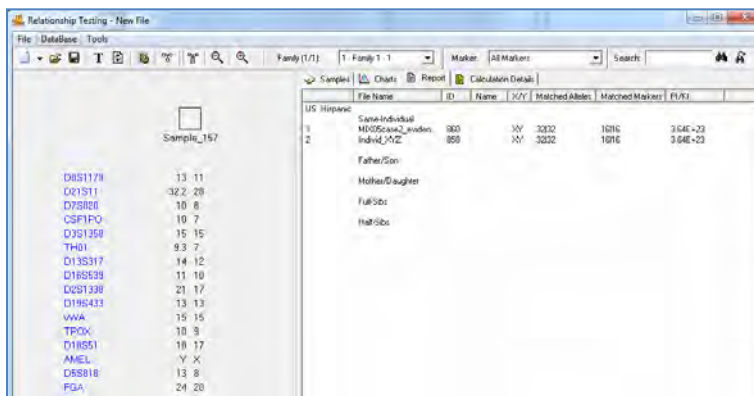 Relationship Testing - New File
File DataBase Tools
Family (1/1): 1 - Family 1 - 1 Marker: All Markers Search:
Samples Charts Report Calculation Details
File Name ID Name X/Y Matched Alleles Matched Markers PI/KI
US Hispanic
Same-Individual
1 MIX05case2_eviden.. 860 XY 32/32 16/16 3.64E+23
2 Individ_XYZ 850 XY 32/32 16/16 3.64E+23
Father/Son
Mother/Daughter
Full-Sibs
Half-Sibs
Sample_157
D8S1179 13 11
D21S11 32.2 28
D7S820 10 8
CSF1PO 10 7
D3S1358 15 15
TH01 9.3 7
D13S317 14 12
D16S539 11 10
D2S1338 21 17
D19S433 13 13
vWA 15 15
TPOX 10 9
D18S51 18 17
AMEL Y X
D5S818 13 8
FGA 24 20